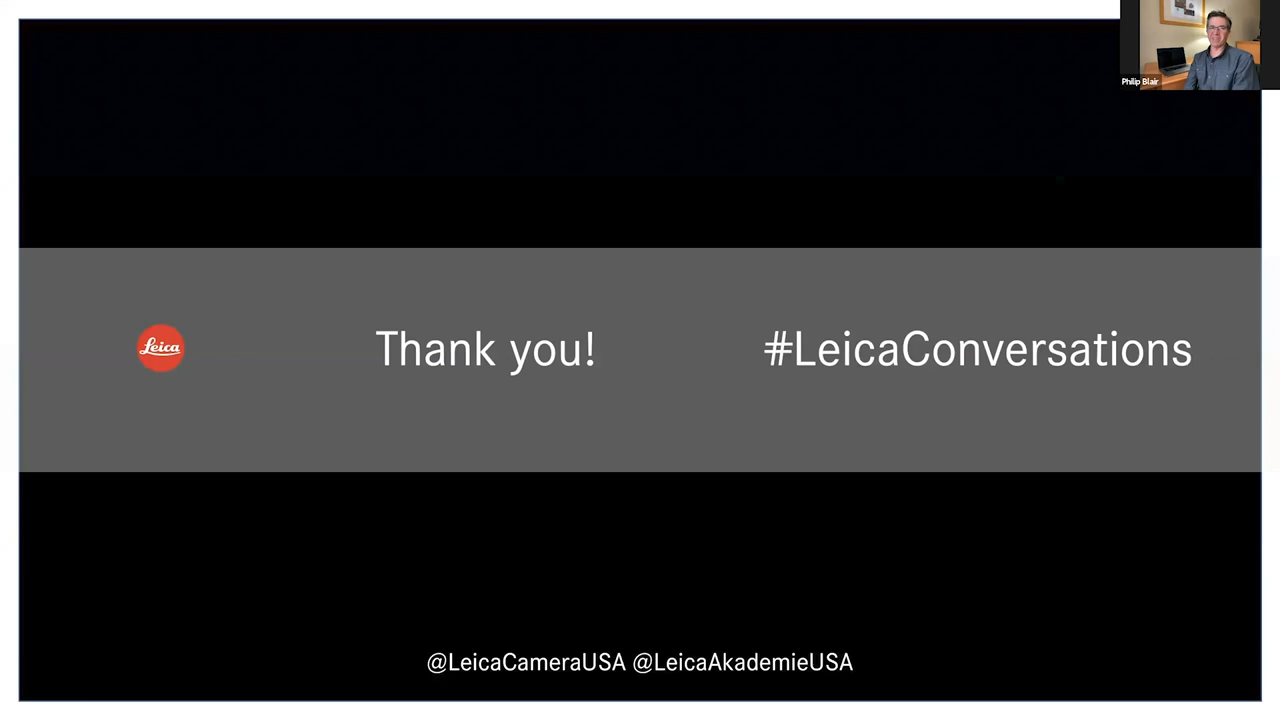 Philip Blair
Leica
Thank you!
#LeicaConversations
@LeicaCameraUSA @LeicaAkademieUSA